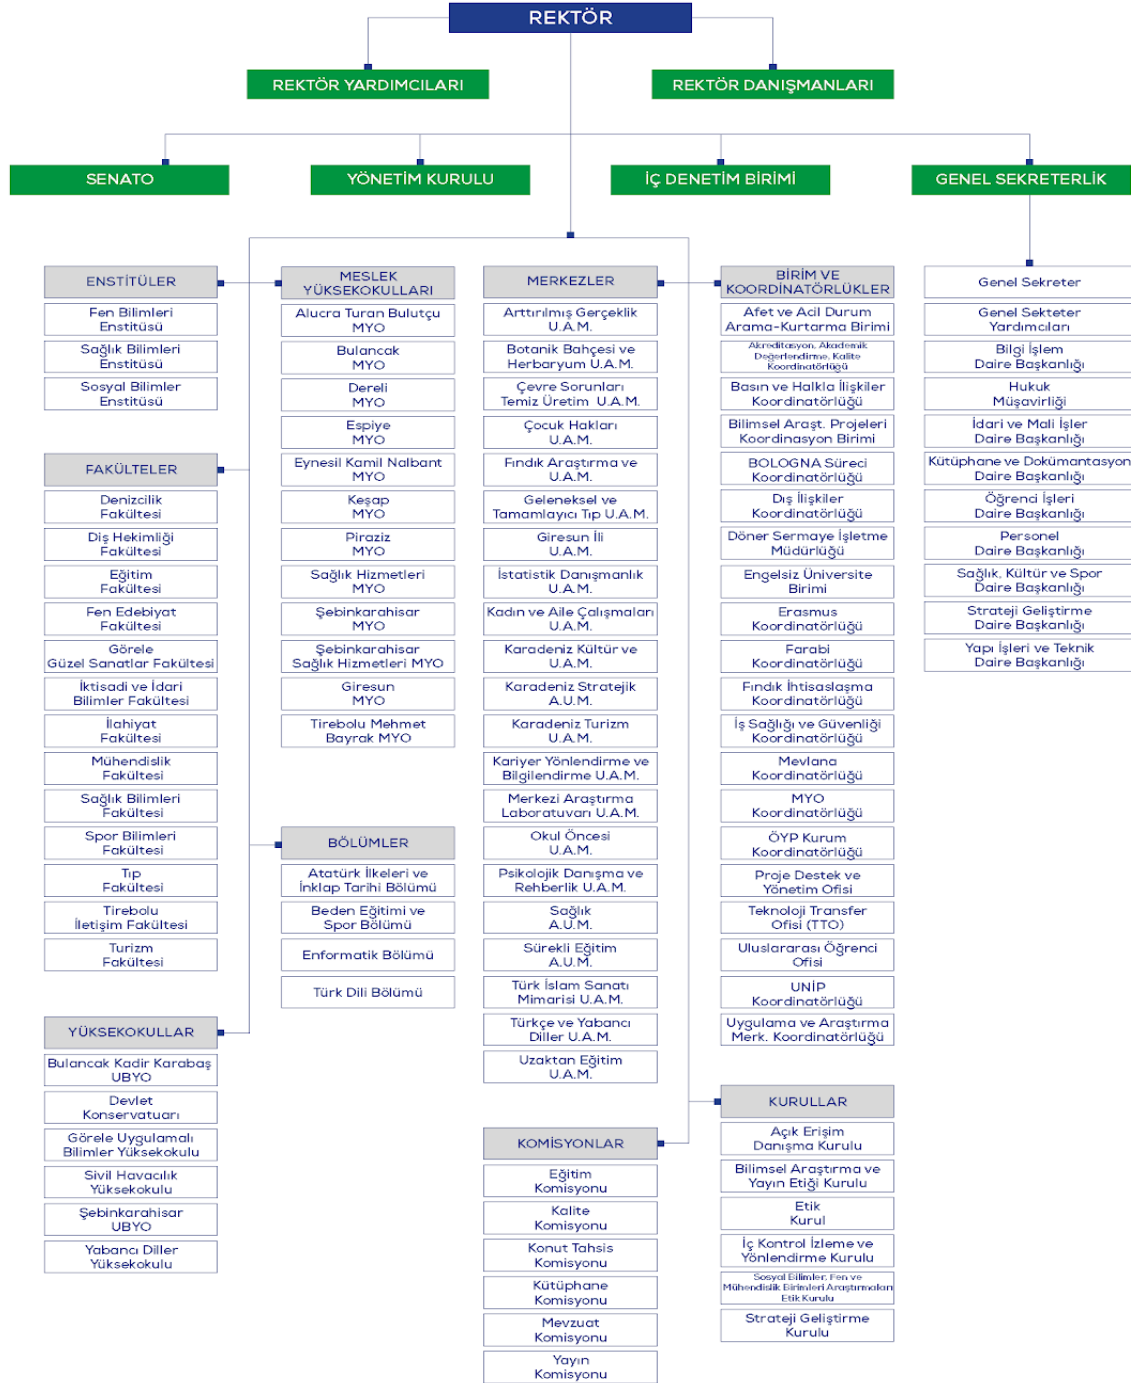 REKTÖR
REKTÖR YARDIMCILARI
REKTÖR DANIŞMANLARI
SENATO
YÖNETİM KURULU
İÇ DENETİM BİRİMİ
GENEL SEKRETERLİK
ENSTİTÜLER
Fen Bilimleri
Enstitüsü
Sağlık Bilimleri
Enstitüsü
Sosyal Bilimler
Enstitüsü
FAKÜLTELER
Denizcilik
Fakültesi
Diş Hekimliği
Fakültesi
Eğitim
Fakültesi
Fen Edebiyat
Fakültesi
Görele
Güzel Sanatlar Fakültesi
İktisadi ve İdari
Bilimler Fakültesi
İlahiyat
Fakültesi
Mühendislik
Fakültesi
Sağlık Bilimleri
Fakültesi
Spor Bilimleri
Fakültesi
Tıp
Fakültesi
Tirebolu
İletişim Fakültesi
Turizm
Fakültesi
YÜKSEKOKULLAR
Bulancak Kadir Karabaş
UBYO
Devlet
Konservatuarı
Görele Uygulamalı
Bilimler Yüksekokulu
Sivil Havacılık
Yüksekokulu
Şebinkarahisar
UBYO
Yabancı Diller
Yüksekokulu
MESLEK
YÜKSEKOKULLARI
Alucra Turan Bulutçu
MYO
Bulancak
MYO
Dereli
MYO
Espiye
MYO
Eynesil Kamil Nalbant
MYO
Keşap
MYO
Piraziz
MYO
Sağlık Hizmetleri
MYO
Şebinkarahisar
MYO
Şebinkarahisar
Sağlık Hizmetleri MYO
Giresun
MYO
Tirebolu Mehmet
Bayrak MYO
BÖLÜMLER
Atatürk İlkeleri ve
İnklap Tarihi Bölümü
Beden Eğitimi ve
Spor Bölümü
Enformatik Bölümü
Türk Dili Bölümü
MERKEZLER
Arttırılmış Gerçeklik
U.A.M.
Botanik Bahçesi ve
Herbaryum U.A.M.
Çevre Sorunları
Temiz Üretim U.A.M.
Çocuk Hakları
U.A.M.
Fındık Araştırma ve
U.A.M.
Geleneksel ve
Tamamlayıcı Tıp U.A.M.
Giresun İli
U.A.M.
İstatistik Danışmanlık
U.A.M.
Kadın ve Aile Çalışmaları
U.A.M.
Karadeniz Kültür ve
U.A.M.
Karadeniz Stratejik
A.U.M.
Karadeniz Turizm
U.A.M.
Kariyer Yönlendirme ve
Bilgilendirme U.A.M.
Merkezi Araştırma
Laboratuvarı U.A.M.
Okul Öncesi
U.A.M.
Psikolojik Danışma ve
Rehberlik U.A.M.
Sağlık
A.U.M.
Sürekli Eğitim
A.U.M.
Türk İslam Sanatı
Mimarisi U.A.M.
Türkçe ve Yabancı
Diller U.A.M.
Uzaktan Eğitim
U.A.M.
KOMİSYONLAR
Eğitim
Komisyonu
Kalite
Komisyonu
Konut Tahsis
Komisyonu
Kütüphane
Komisyonu
Mevzuat
Komisyonu
Yayın
Komisyonu
BİRİM VE
KOORDİNATÖRLÜKLER
Afet ve Acil Durum
Arama-Kurtarma Birimi
Akreditasyon, Akademik
Değerlendirme, Kalite
Koordinatörlüğü
Basın ve Halkla İlişkiler
Koordinatörlüğü
Bilimsel Araşt. Projeleri
Koordinasyon Birimi
BOLOGNA Süreci
Koordinatörlüğü
Dış İlişkiler
Koordinatörlüğü
Döner Sermaye İşletme
Müdürlüğü
Engelsiz Üniversite
Birimi
Erasmus
Koordinatörlüğü
Farabi
Koordinatörlüğü
Fındık İhtisaslaşma
Koordinatörlüğü
İş Sağlığı ve Güvenliği
Koordinatörlüğü
Mevlana
Koordinatörlüğü
MYO
Koordinatörlüğü
ÖYP Kurum
Koordinatörlüğü
Proje Destek ve
Yönetim Ofisi
Teknoloji Transfer
Ofisi (TTO)
Uluslararası Öğrenci
Ofisi
UNİP
Koordinatörlüğü
Uygulama ve Araştırma
Merk. Koordinatörlüğü
KURULLAR
Açık Erişim
Danışma Kurulu
Bilimsel Araştırma ve
Yayın Etiği Kurulu
Etik
Kurul
İç Kontrol İzleme ve
Yönlendirme Kurulu
Sosyal Bilimler, Fen ve
Mühendislik Birimleri Araştırmaları
Etik Kurulu
Strateji Geliştirme
Kurulu
Genel Sekreter
Genel Sekteter
Yardımcıları
Bilgi İşlem
Daire Başkanlığı
Hukuk
Müşavirliği
İdari ve Mali İşler
Daire Başkanlığı
Kütüphane ve Dokümantasyon
Daire Başkanlığı
Öğrenci İşleri
Daire Başkanlığı
Personel
Daire Başkanlığı
Sağlık, Kültür ve Spor
Daire Başkanlığı
Strateji Geliştirme
Daire Başkanlığı
Yapı İşleri ve Teknik
Daire Başkanlığı